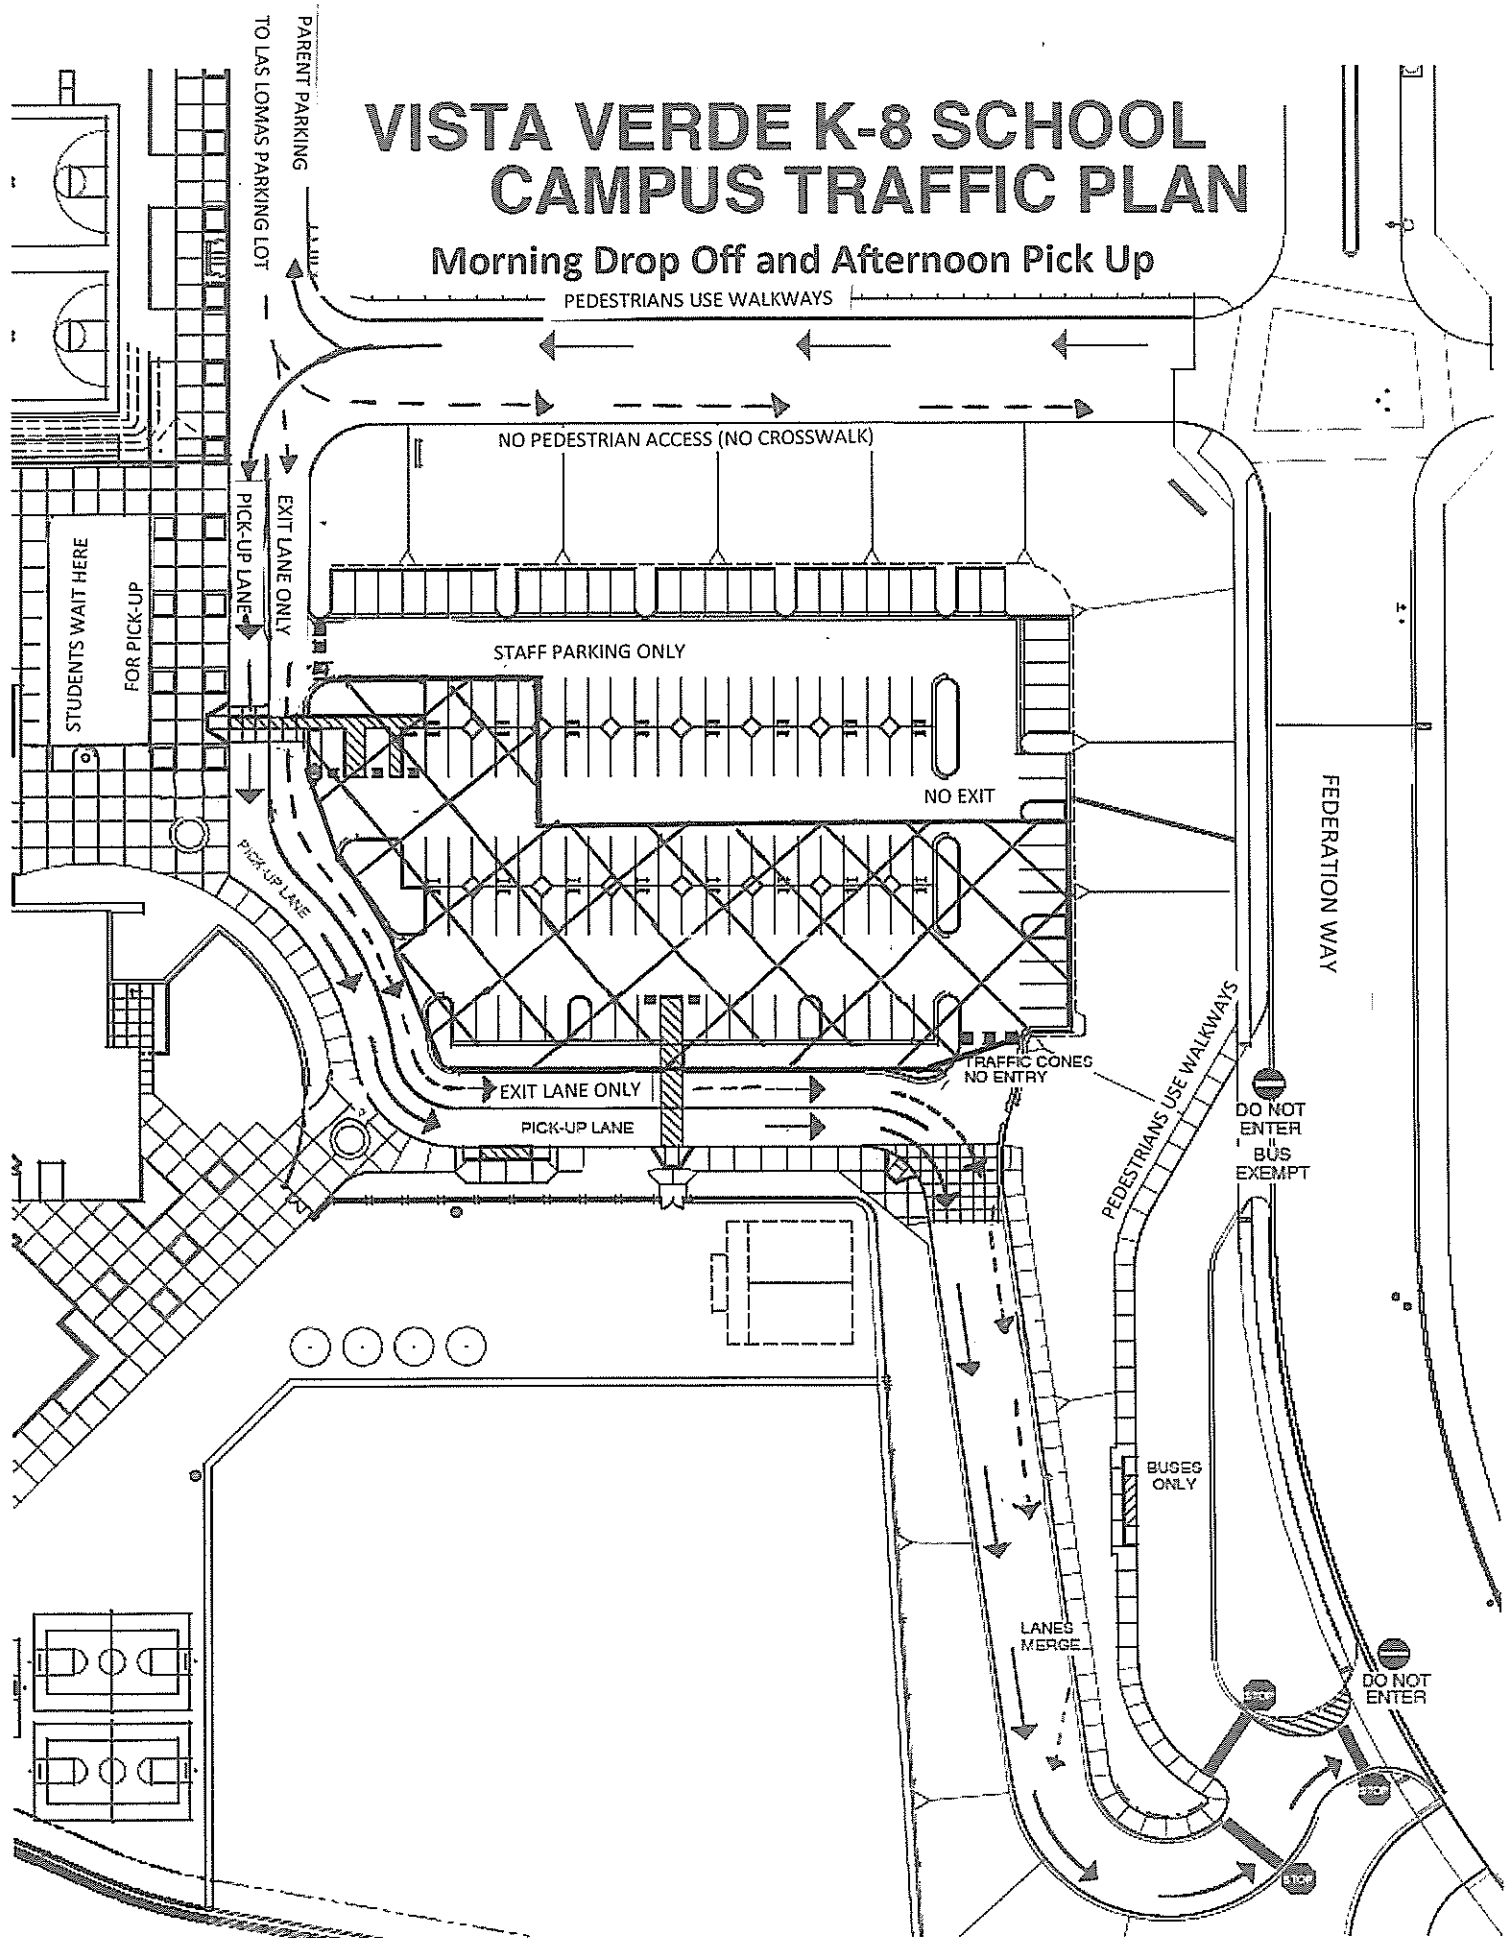 PARENT PARKING
TO LAS LOMAS PARKING LOT
VISTA VERDE K-8 SCHOOL
CAMPUS TRAFFIC PLAN
Morning Drop Off and Afternoon Pick Up
PEDESTRIANS USE WALKWAYS
NO PEDESTRIAN ACCESS (NO CROSSWALK)
PICK-UP LANE
EXIT LANE ONLY
STUDENTS WAIT HERE
FOR PICK-UP
STAFF PARKING ONLY
NO EXIT
FEDERATION WAY
PICK-UP LANE
PEDESTRIANS USE WALKWAYS
TRAFFIC CONES
NO ENTRY
EXIT LANE ONLY
PICK-UP LANE
DO NOT
ENTER
BUS
EXEMPT
BUSES
ONLY
LANES
MERGE
DO NOT
ENTER
STOP
STOP
STOP